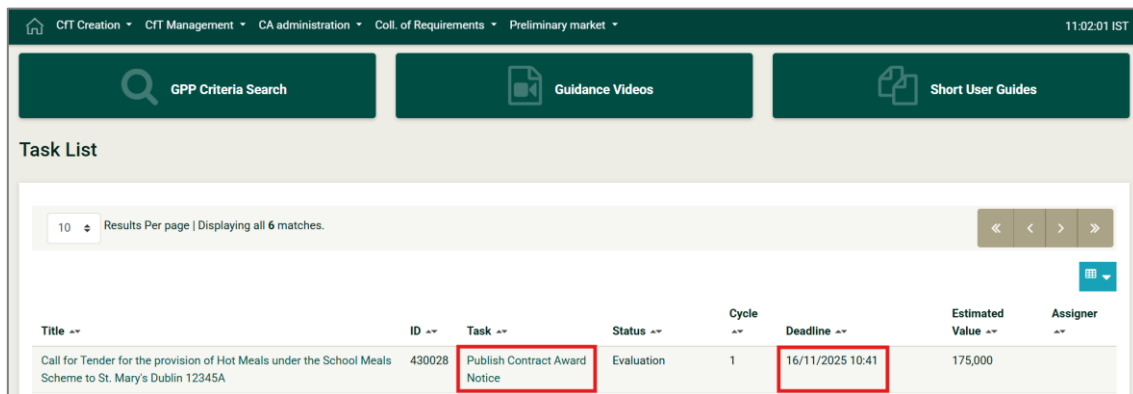 CfT Creation CfT Management CA administration Coll. of Requirements Preliminary market 11:02:01 IST
GPP Criteria Search Guidance Videos Short User Guides
Task List
10 Results Per page | Displaying all 6 matches.
« < > »
Cycle Estimated Assigner
Title ID Task Status Deadline Value
Call for Tender for the provision of Hot Meals under the School Meals 430028 Publish Contract Award Evaluation 1 16/11/2025 10:41 175,000
Scheme to St. Mary's Dublin 12345A Notice